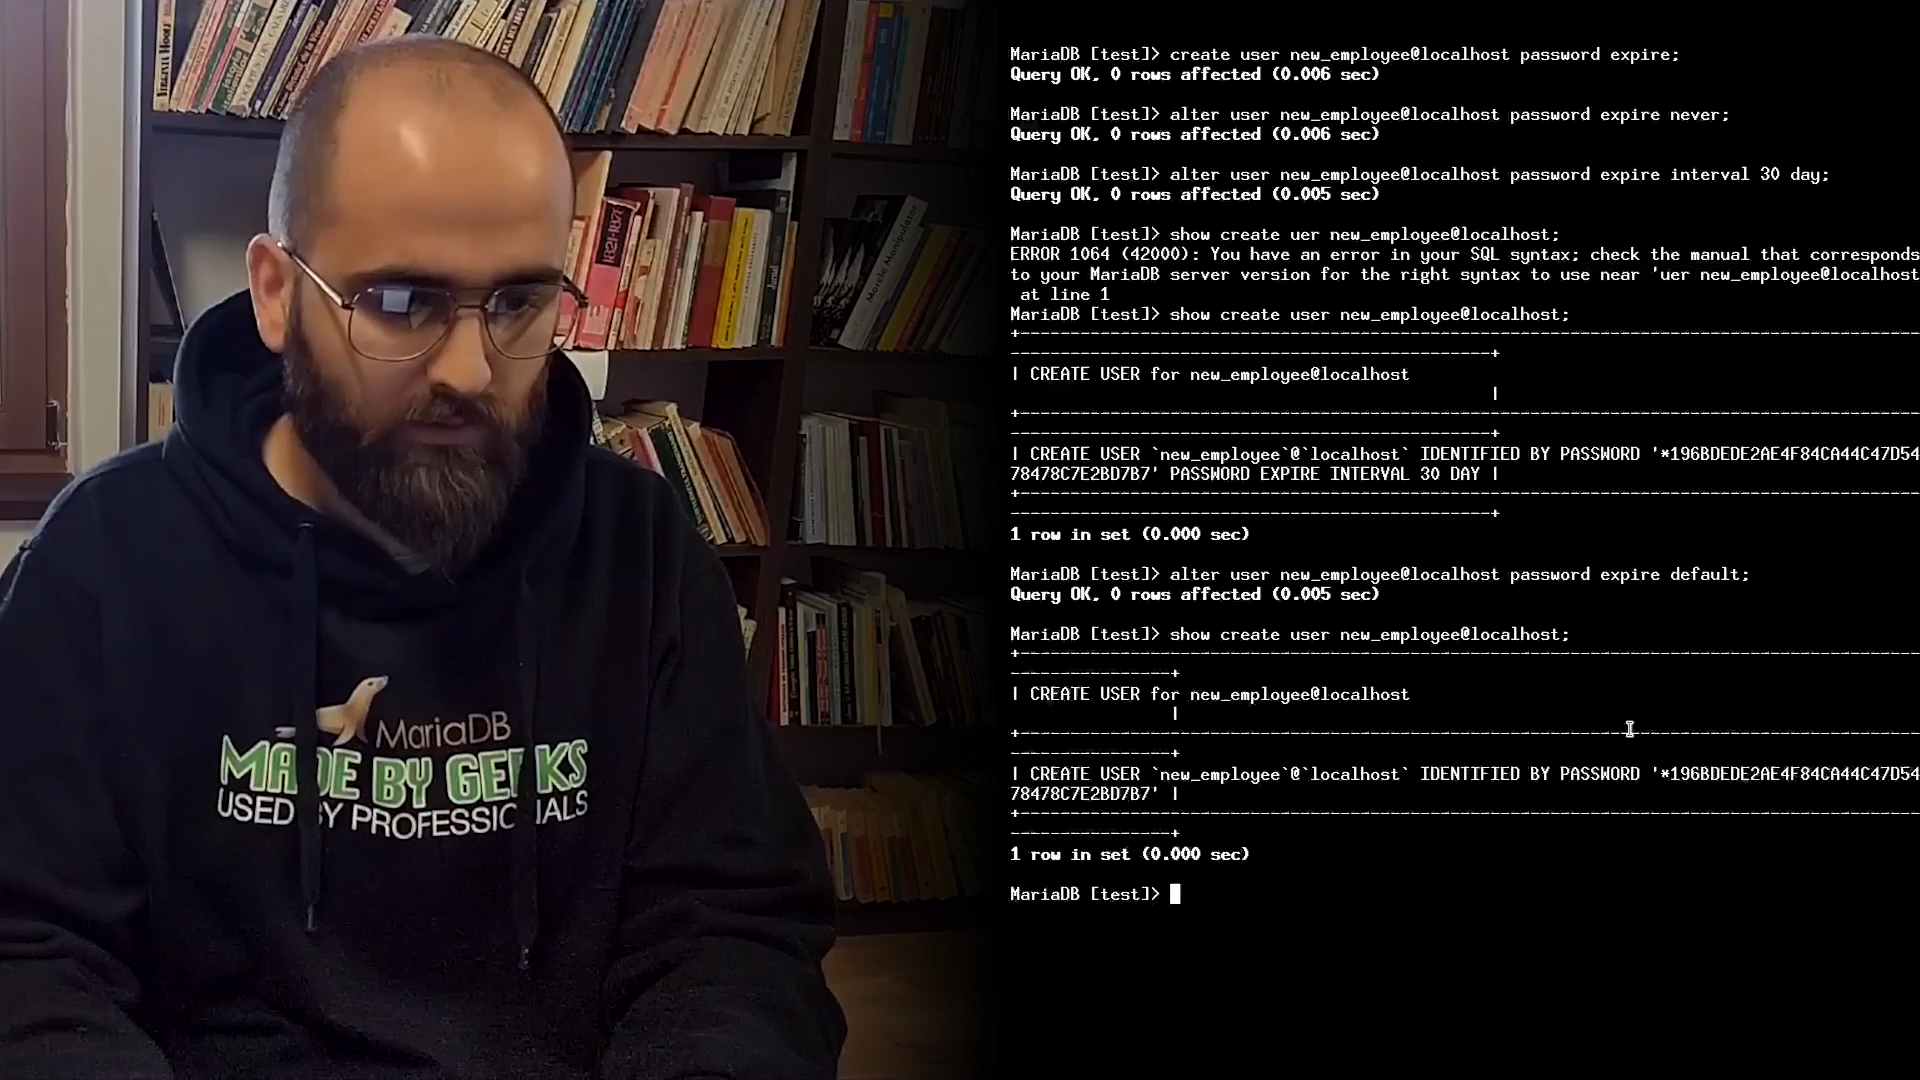 VIRGINIA WOOLF
1821-1871
Morele Manipulator
MariaDB
MADE BY GEEKS
USED BY PROFESSIONALS
MariaDB [test]> create user new_employee@localhost password expire;
Query OK, 0 rows affected (0.006 sec)
MariaDB [test]> alter user new_employee@localhost password expire never;
Query OK, 0 rows affected (0.006 sec)
MariaDB [test]> alter user new_employee@localhost password expire interval 30 day;
Query OK, 0 rows affected (0.005 sec)
MariaDB [test]> show create uer new_employee@localhost;
ERROR 1064 (42000): You have an error in your SQL syntax; check the manual that corresponds
to your MariaDB server version for the right syntax to use near 'uer new_employee@localhost
at line 1
MariaDB [test]> show create user new_employee@localhost;
+------------------------------------------------------------------------------------------
------------------------------------------------+
| CREATE USER for new_employee@localhost
|
+------------------------------------------------------------------------------------------
------------------------------------------------+
| CREATE USER `new_employee`@`localhost` IDENTIFIED BY PASSWORD '*196BDEDE2AE4F84CA44C47D54
78478C7E2BD7B7' PASSWORD EXPIRE INTERVAL 30 DAY |
+------------------------------------------------------------------------------------------
------------------------------------------------+
1 row in set (0.000 sec)
MariaDB [test]> alter user new_employee@localhost password expire default;
Query OK, 0 rows affected (0.005 sec)
MariaDB [test]> show create user new_employee@localhost;
+------------------------------------------------------------------------------------------
----------------+
| CREATE USER for new_employee@localhost
|
+------------------------------------------------------------------------------------------
----------------+
| CREATE USER `new_employee`@`localhost` IDENTIFIED BY PASSWORD '*196BDEDE2AE4F84CA44C47D54
78478C7E2BD7B7' |
+------------------------------------------------------------------------------------------
----------------+
1 row in set (0.000 sec)
MariaDB [test]>